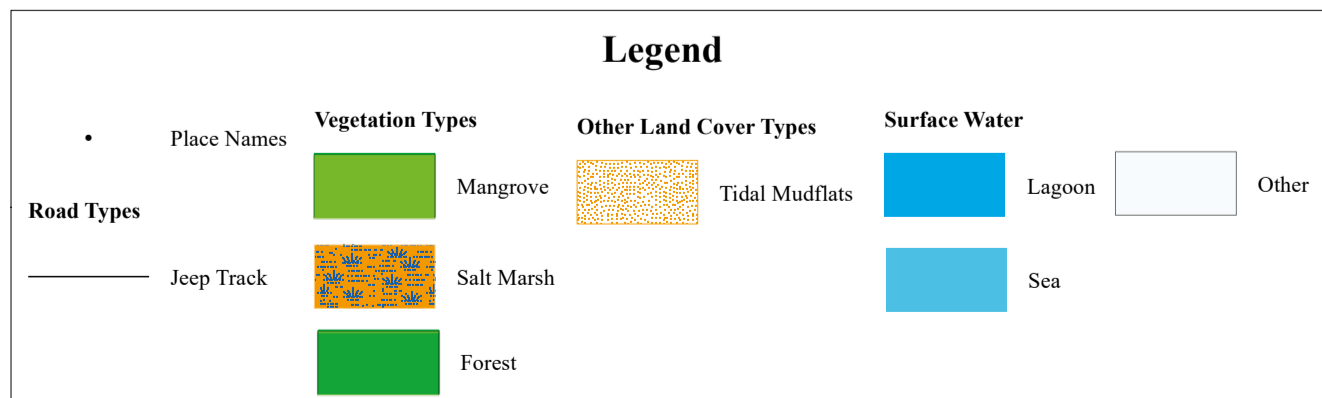 Legend
Place Names
Road Types
Jeep Track
Vegetation Types
Mangrove
Salt Marsh
Forest
Other Land Cover Types
Tidal Mudflats
Surface Water
Lagoon
Sea
Other